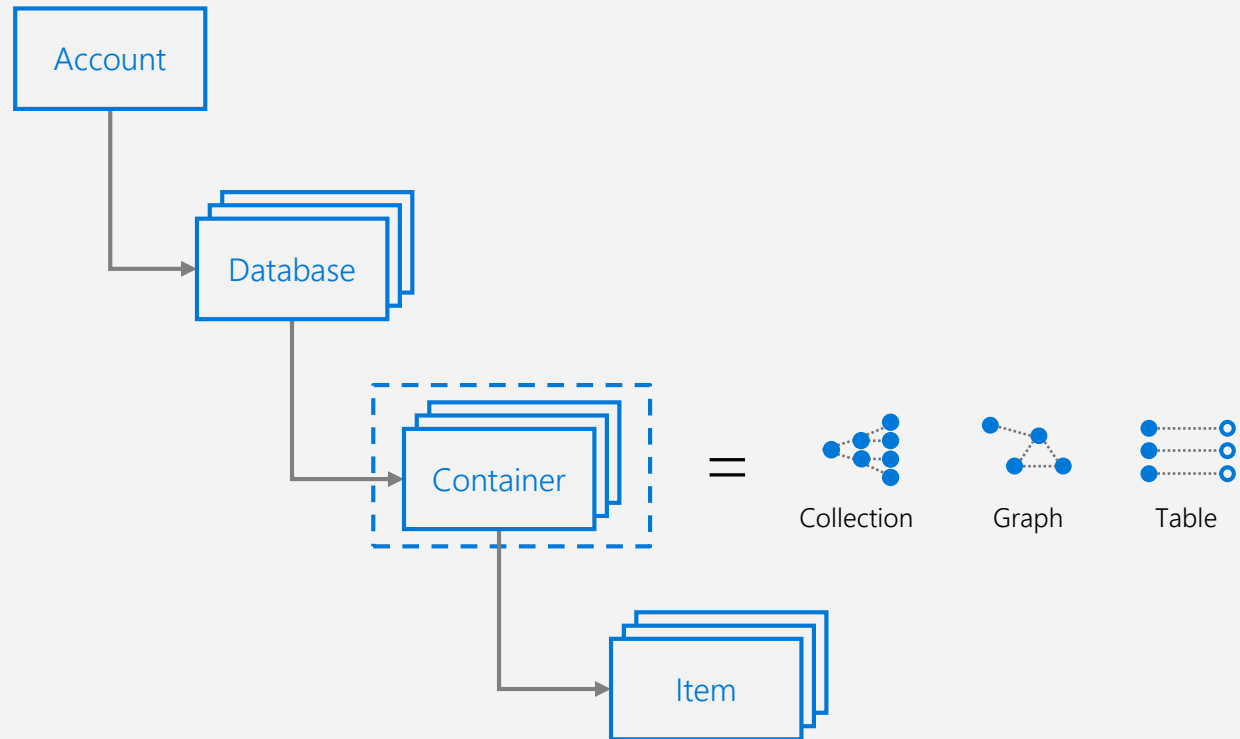 Account
Database
Container
=
Collection
Graph
Table
Item